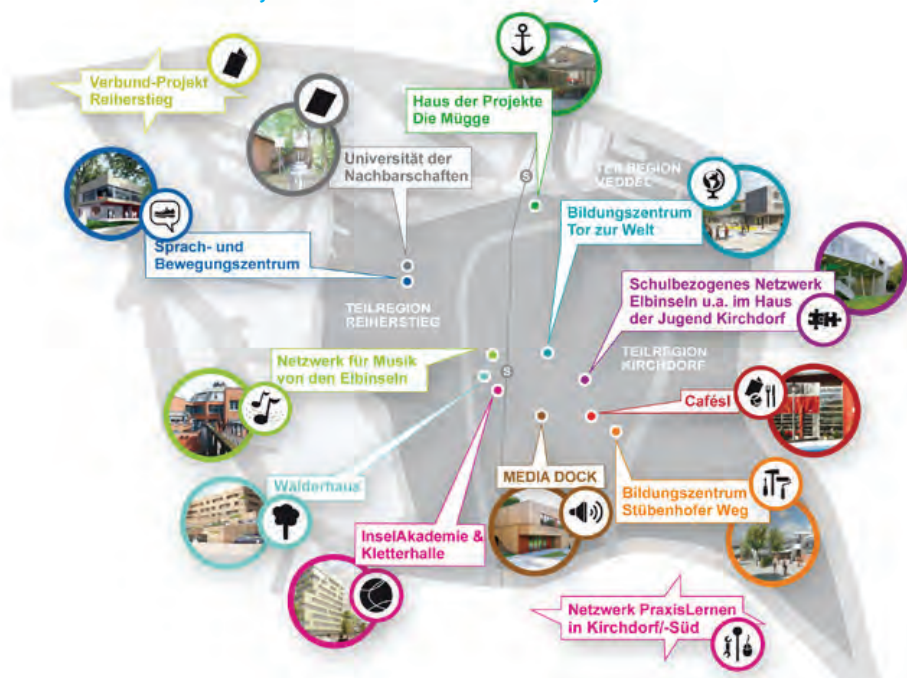 Verbund-Projekt
Reiherstieg
Haus der Projekte
Die Mügge
Universität der
Nachbarschaften
S
TEILREGION
VEDDEL
Bildungszentrum
Tor zur Welt
Sprach- und
Bewegungszentrum
Schulbezogenes Netzwerk
Elbinseln u.a. im Haus
der Jugend Kirchdorf
TEILREGION
REIHERSTIEG
Netzwerk für Musik
von den Elbinseln
S
TEILREGION
KIRCHDORF
CafésI
Wälderhaus
MEDIA DOCK
Bildungszentrum
Stübenhofer Weg
InselAkademie &
Kletterhalle
Netzwerk PraxisLernen
in Kirchdorf/-Süd